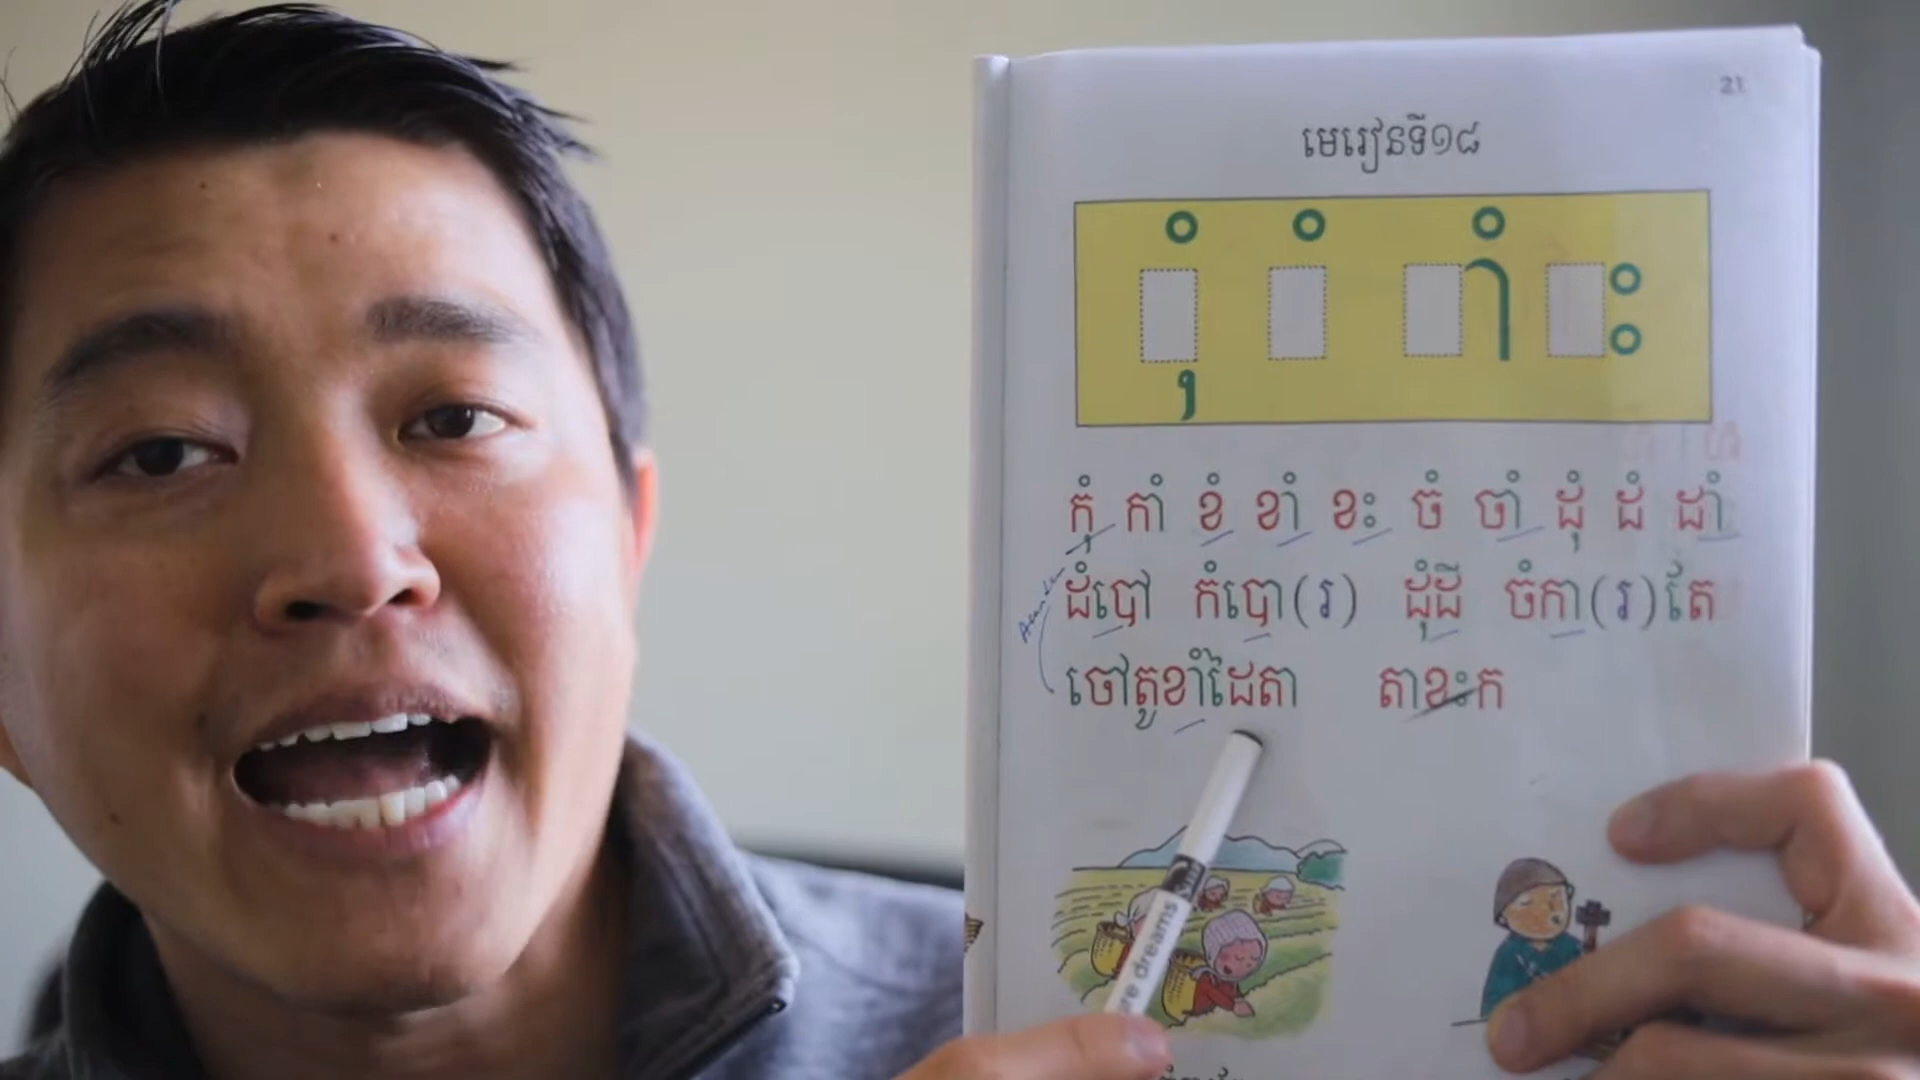 21
មេរៀនទី១៨
ុំ ំ ាំ ះ
កុំ កាំ ខំ ខាំ ខះ ចំ ចាំ ដុំ ដំ ដាំ
ដំបៅ កំបោ(រ) ដុំដី ចំកា(រ)តែ
ចៅតូខាំដៃតា តាខះក
dreams